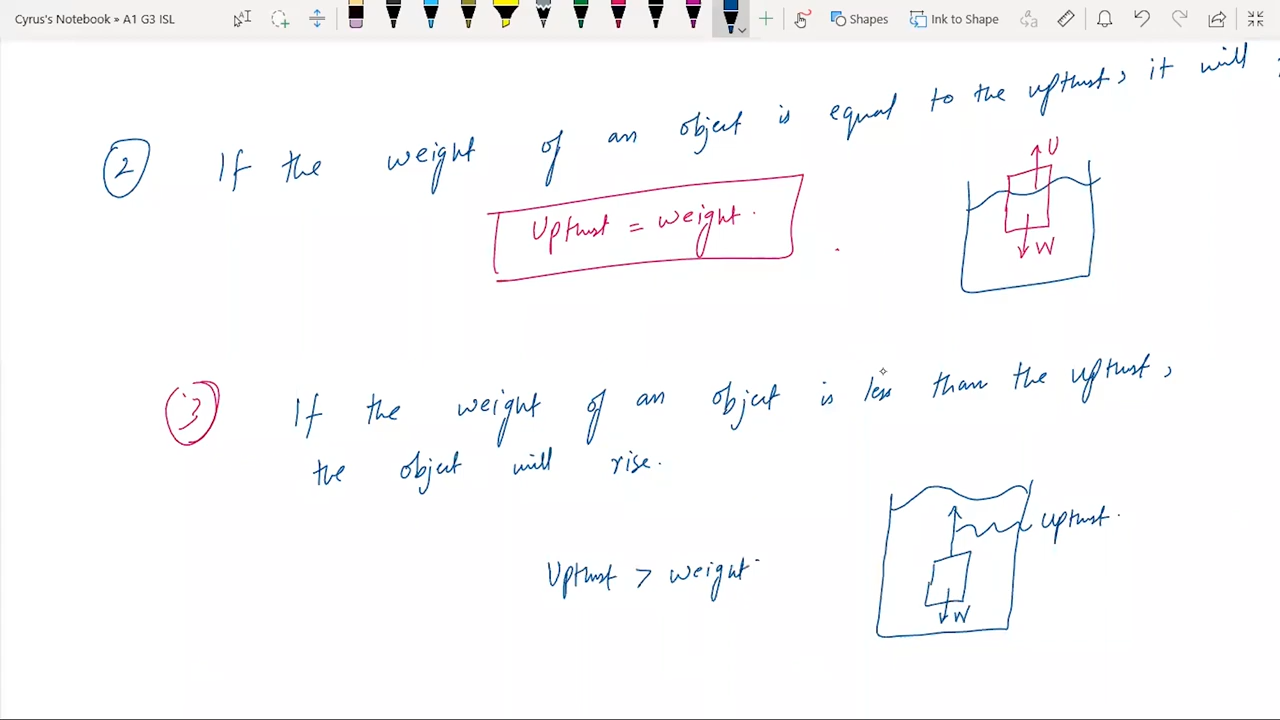 Cyrus's Notebook » A1 G3 ISL
Shapes
Ink to Shape
2 If the weight of an object is equal to the upthrust, it will
U
Upthrust = weight.
W
3 If the weight of an object is less than the upthrust,
the object will rise.
Upthrust.
Upthrust > weight
W